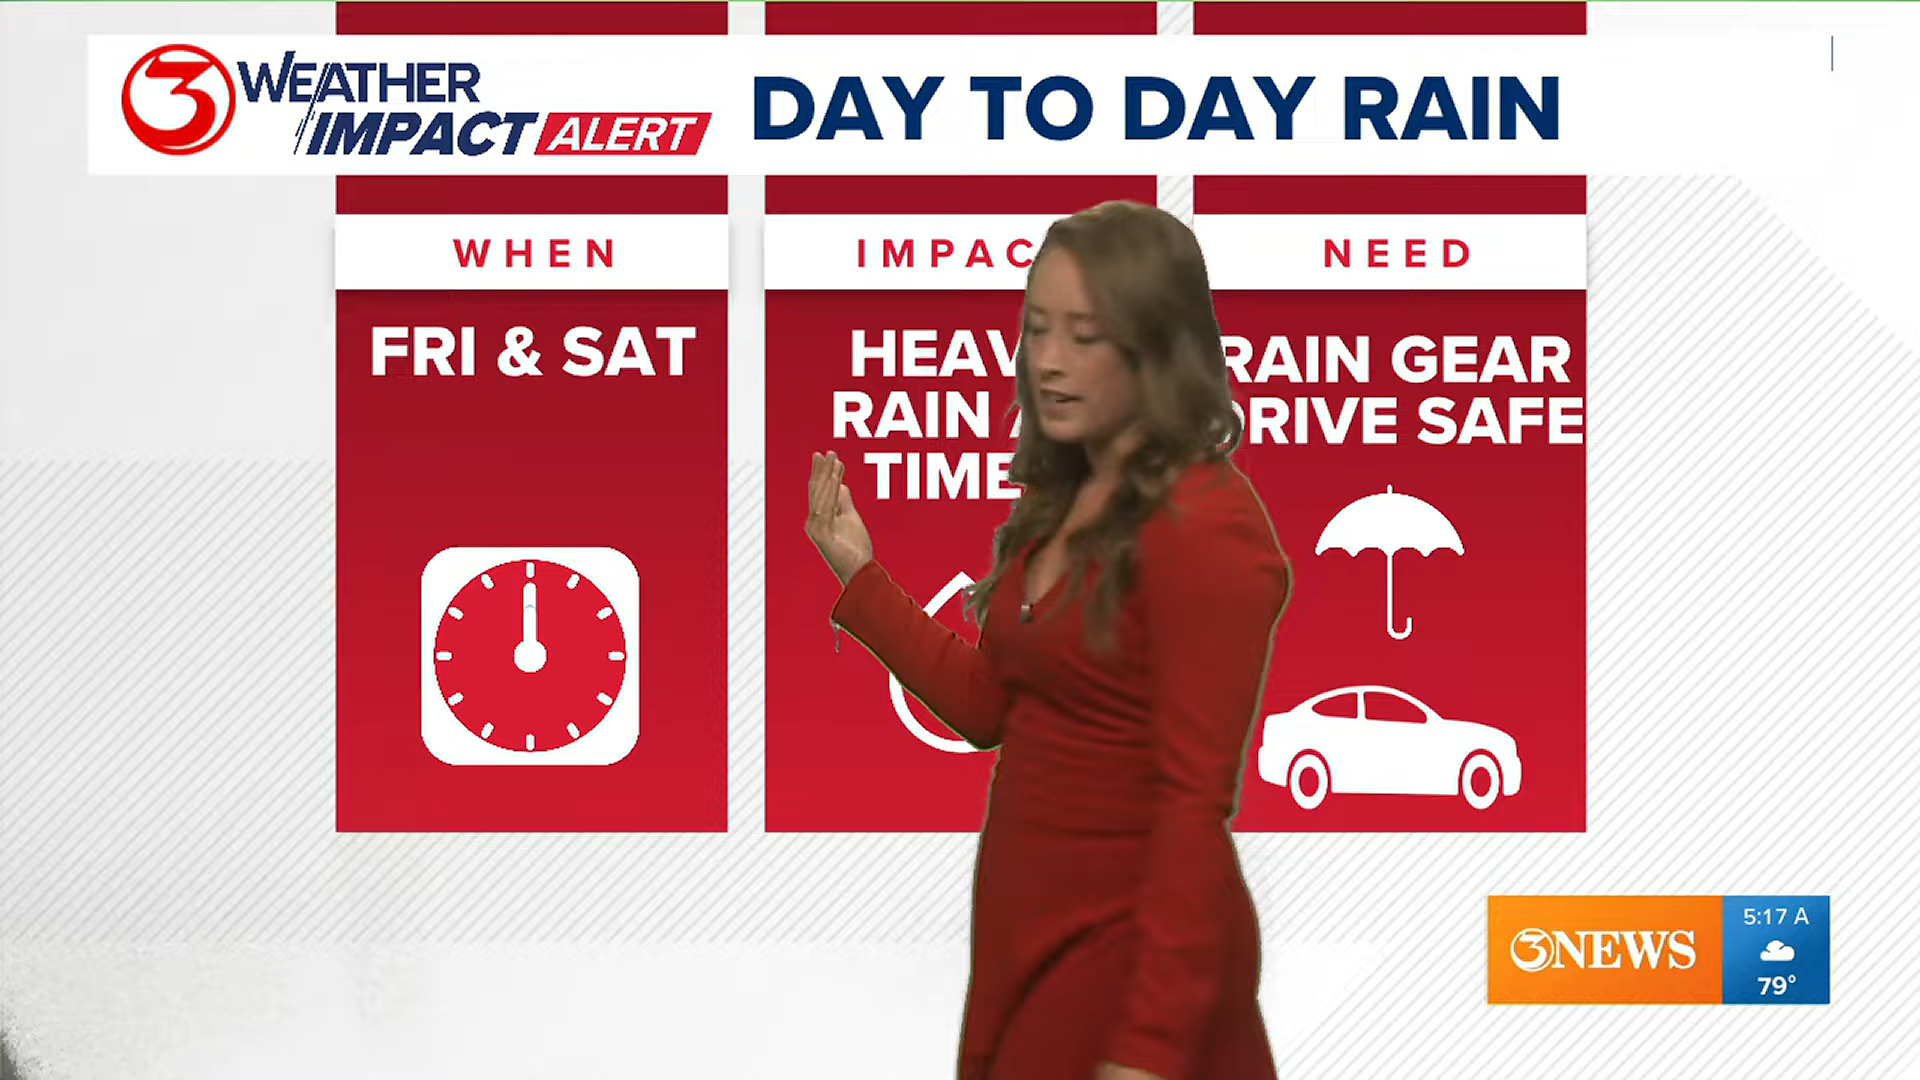 3 WEATHER
IMPACT ALERT
DAY TO DAY RAIN
WHEN
FRI & SAT
IMPAC
HEAV
RAIN
TIME
NEED
RAIN GEAR
DRIVE SAFE
3NEWS
5:17 A
79°